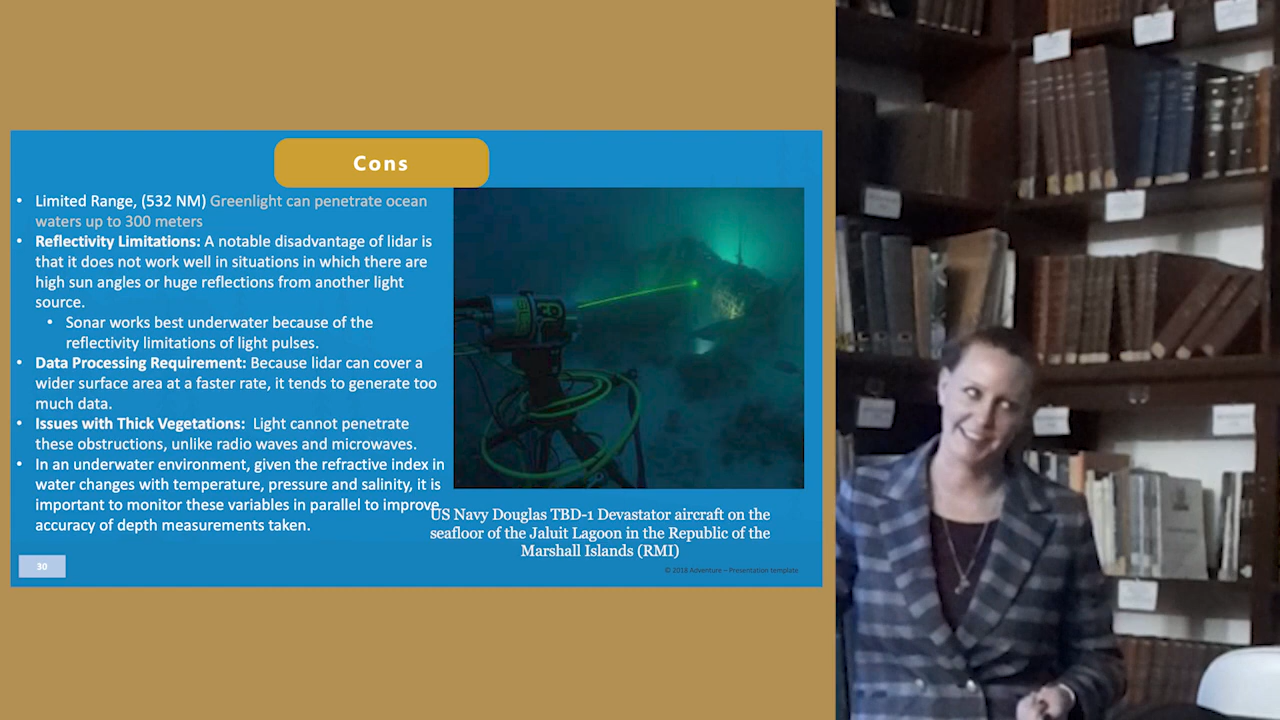 Cons
• Limited Range, (532 NM) Greenlight can penetrate ocean
waters up to 300 meters
• Reflectivity Limitations: A notable disadvantage of lidar is
that it does not work well in situations in which there are
high sun angles or huge reflections from another light
source.
• Sonar works best underwater because of the
reflectivity limitations of light pulses.
• Data Processing Requirement: Because lidar can cover a
wider surface area at a faster rate, it tends to generate too
much data.
• Issues with Thick Vegetations: Light cannot penetrate
these obstructions, unlike radio waves and microwaves.
• In an underwater environment, given the refractive index in
water changes with temperature, pressure and salinity, it is
important to monitor these variables in parallel to improve
accuracy of depth measurements taken.
US Navy Douglas TBD-1 Devastator aircraft on the
seafloor of the Jaluit Lagoon in the Republic of the
Marshall Islands (RMI)
30
© 2018 Adventure – Presentation template